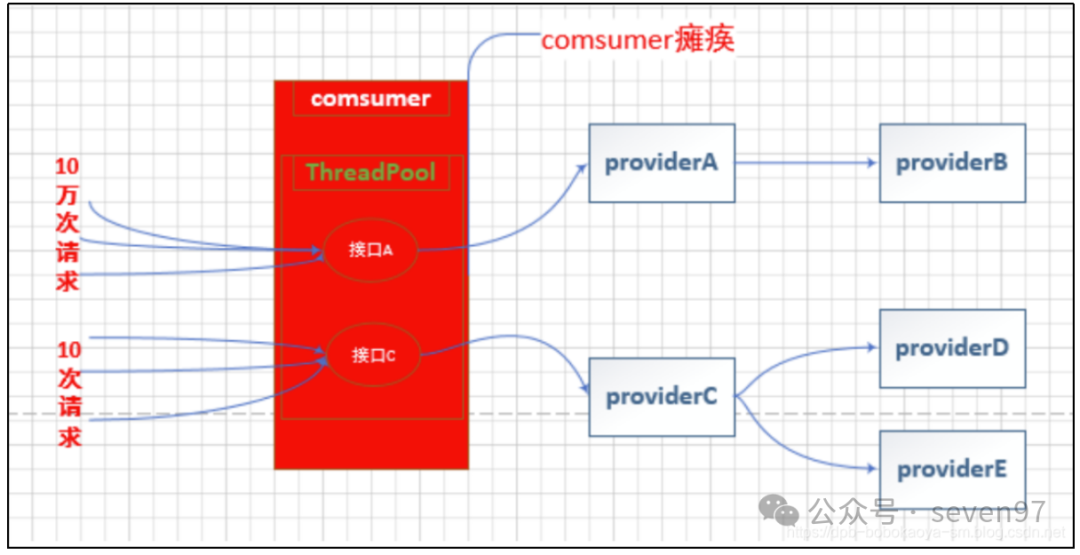 comsumer瘫痪
comsumer
ThreadPool
10
万
次
请
求
接口A
providerA
providerB
10
次
请
求
接口C
providerC
providerD
providerE
公众号 · seven97
https://dpb-bobokaoya-sm.blog.csdn.net